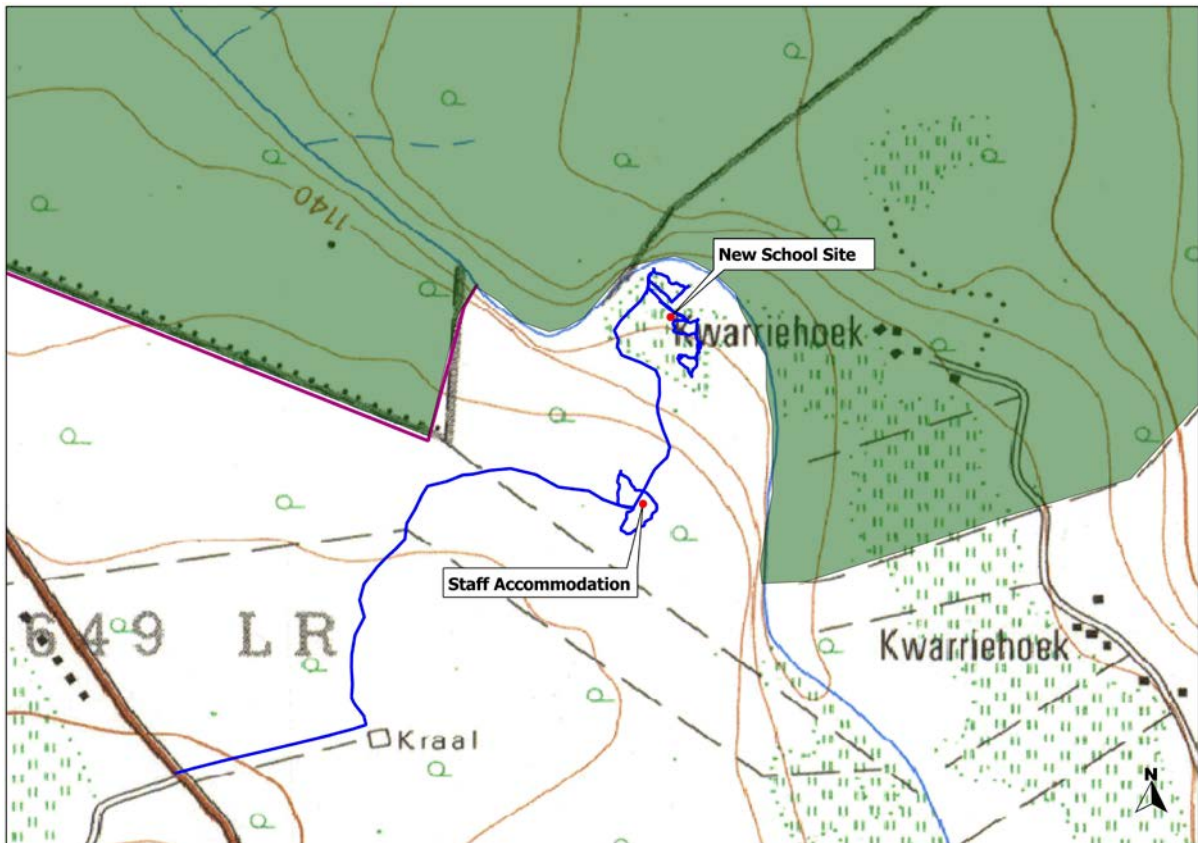 1140
New School Site
Kwarriehoek
Staff Accommodation
649 LR
Kwarriehoek
Kraal
N